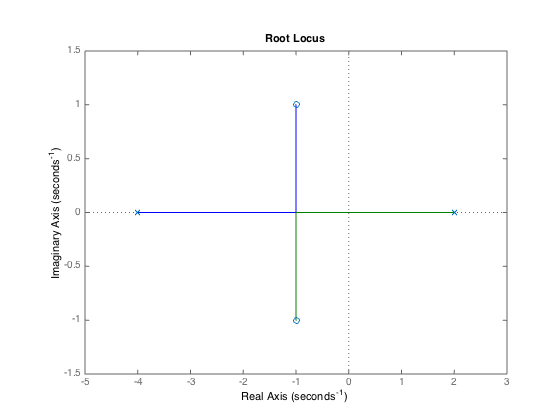 Root Locus
Imaginary Axis (seconds⁻¹)
1.5
1
0.5
0
-0.5
-1
-1.5
-5 -4 -3 -2 -1 0 1 2 3
Real Axis (seconds⁻¹)